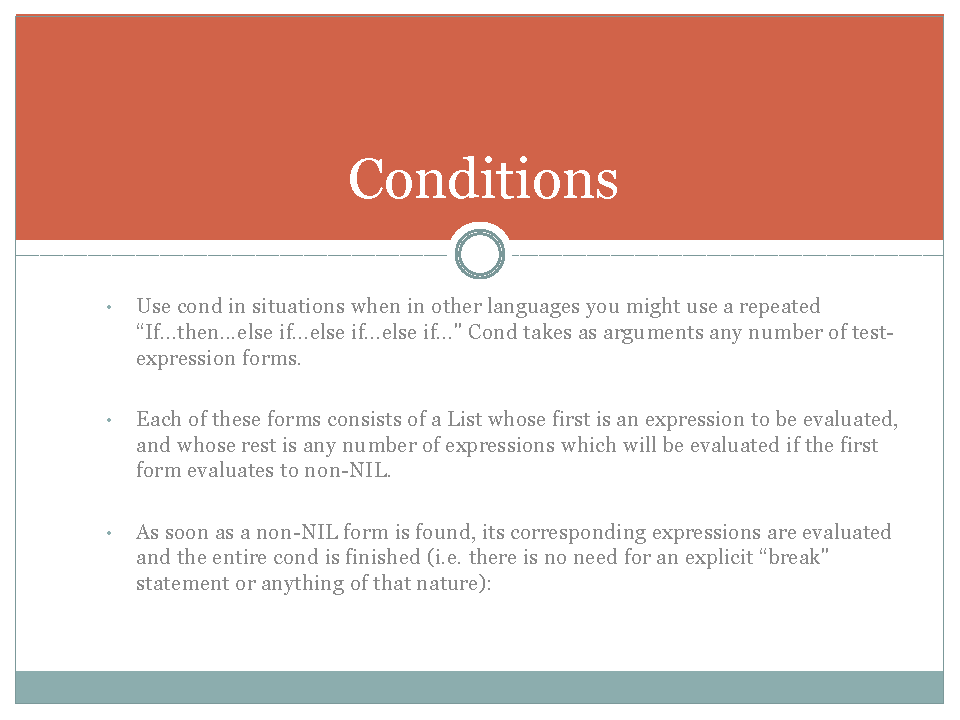 Conditions
• Use cond in situations when in other languages you might use a repeated
“If...then...else if...else if...else if..." Cond takes as arguments any number of test-
expression forms.
• Each of these forms consists of a List whose first is an expression to be evaluated,
and whose rest is any number of expressions which will be evaluated if the first
form evaluates to non-NIL.
• As soon as a non-NIL form is found, its corresponding expressions are evaluated
and the entire cond is finished (i.e. there is no need for an explicit “break"
statement or anything of that nature):